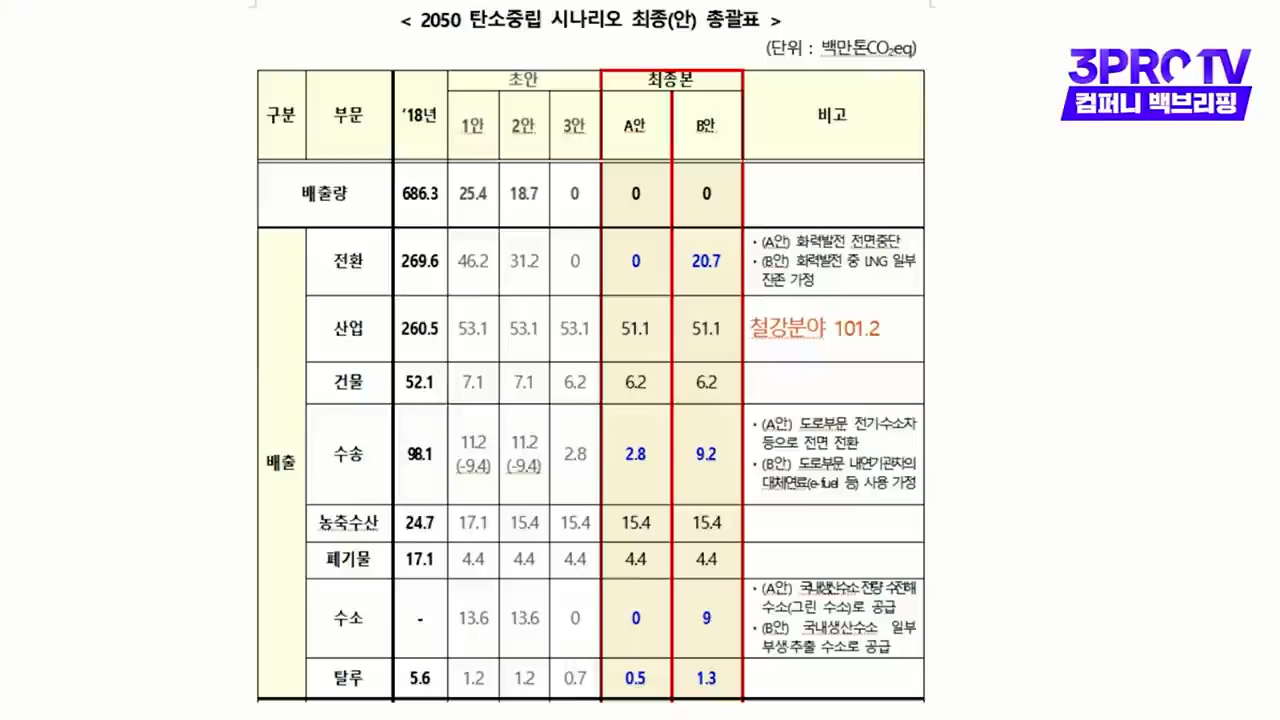 < 2050 탄소중립 시나리오 최종(안) 총괄표 >
(단위 : 백만톤CO₂eq)
3PRO TV
컴퍼니 백브리핑
구분 부문 '18년 초안 최종본 비고
1안 2안 3안 A안 B안
배출량 686.3 25.4 18.7 0 0 0
배출
전환 269.6 46.2 31.2 0 0 20.7
・(A안) 화력발전 전면중단
・(B안) 화력발전 중 LNG 일부
잔존 가정
산업 260.5 53.1 53.1 53.1 51.1 51.1 철강분야 101.2
건물 52.1 7.1 7.1 6.2 6.2 6.2
수송 98.1 11.2 11.2 2.8 2.8 9.2
(-9.4) (-9.4)
・(A안) 도로부문 전기·수소차
등으로 전면 전환
・(B안) 도로부문 내연기관차의
대체연료(e-fuel 등) 사용 가정
농축수산 24.7 17.1 15.4 15.4 15.4 15.4
폐기물 17.1 4.4 4.4 4.4 4.4 4.4
수소 - 13.6 13.6 0 0 9
・(A안) 국내생산수소 전량 수전해
수소(그린 수소)로 공급
・(B안) 국내생산수소 일부
부생·추출 수소로 공급
탈루 5.6 1.2 1.2 0.7 0.5 1.3